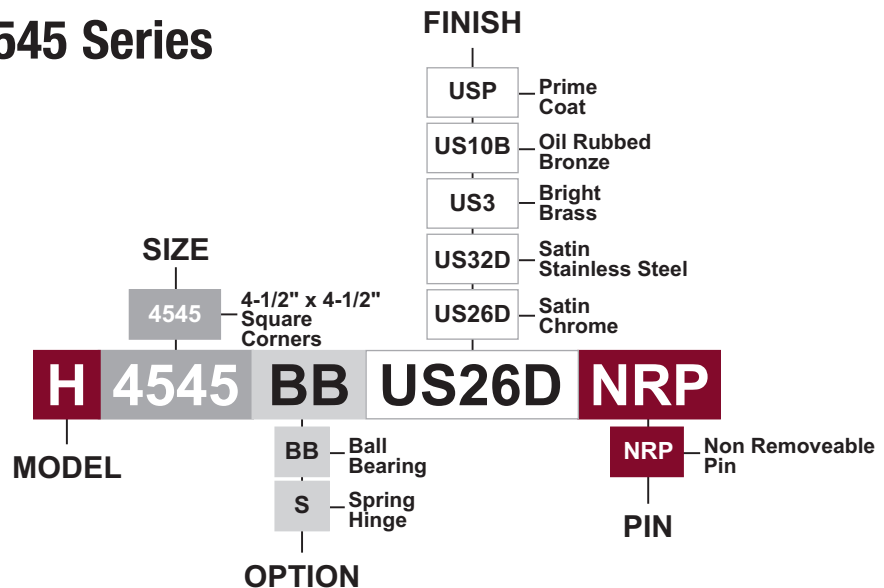 545 Series
FINISH
USP
Prime
Coat
US10B
Oil Rubbed
Bronze
US3
Bright
Brass
US32D
Satin
Stainless Steel
US26D
Satin
Chrome
SIZE
4545
4-1/2" x 4-1/2"
Square
Corners
H 4545 BB US26D NRP
MODEL
BB
Ball
Bearing
S
Spring
Hinge
OPTION
NRP
Non Removeable
Pin
PIN